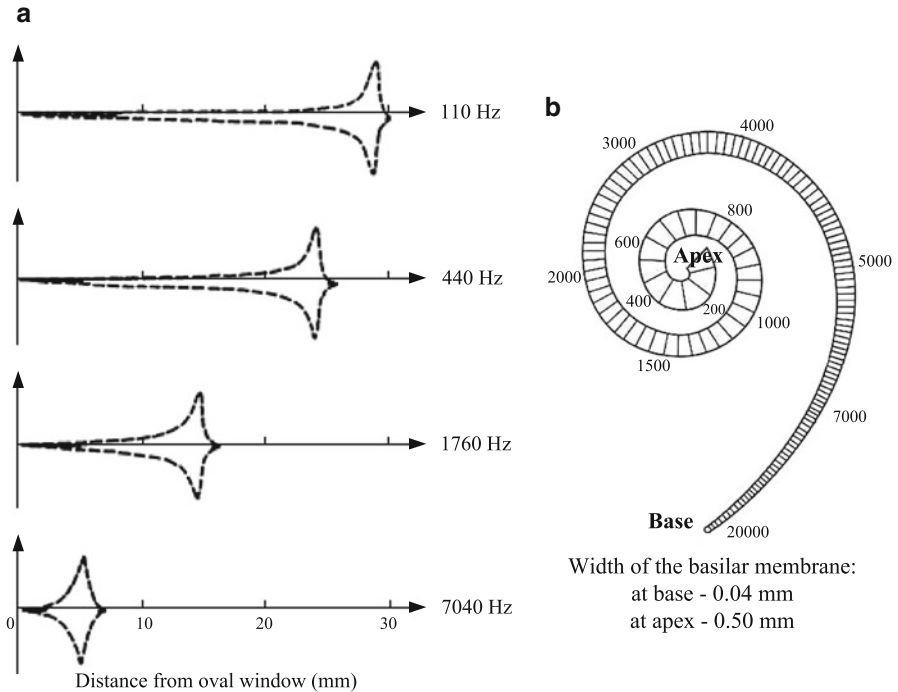 a
110 Hz
440 Hz
1760 Hz
7040 Hz
0
10
20
30
Distance from oval window (mm)
b
4000
3000
800
600
Apex
5000
2000
400
200
1000
1500
7000
Base
20000
Width of the basilar membrane:
at base - 0.04 mm
at apex - 0.50 mm